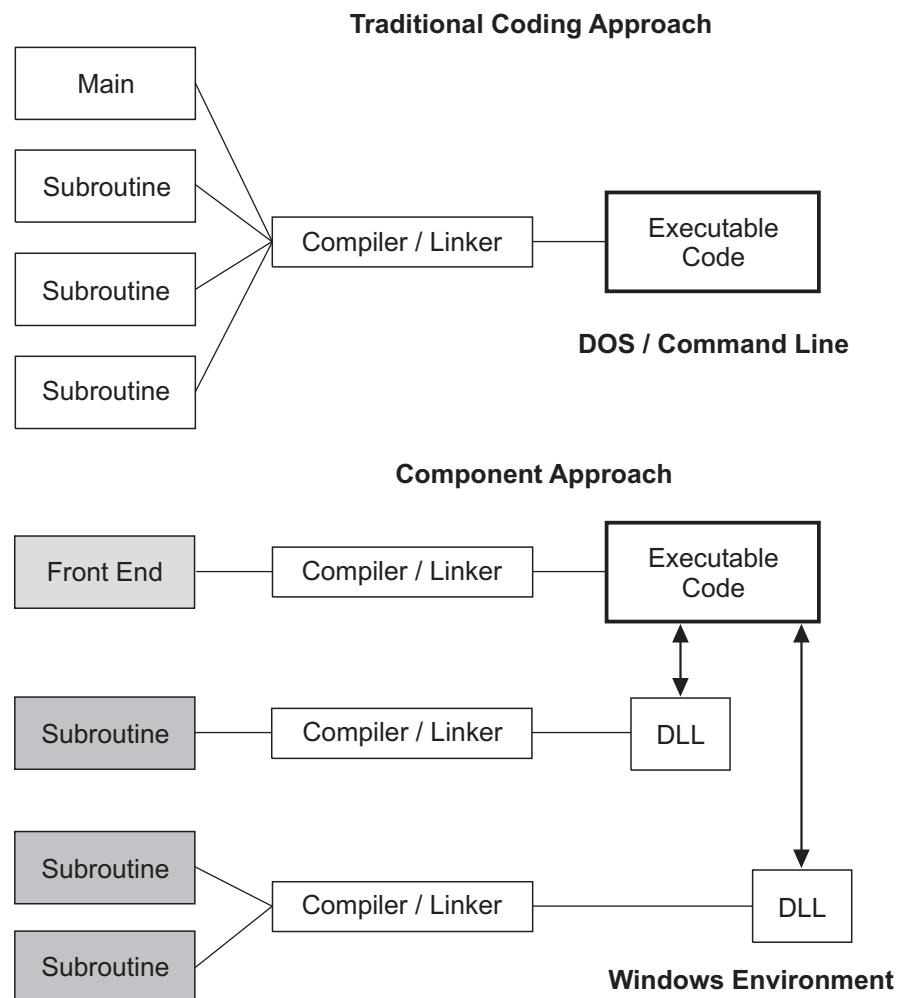 Traditional Coding Approach
Main
Subroutine
Subroutine
Subroutine
Compiler / Linker
Executable
Code
DOS / Command Line
Component Approach
Front End
Compiler / Linker
Executable
Code
Subroutine
Compiler / Linker
DLL
Subroutine
Subroutine
Compiler / Linker
DLL
Windows Environment